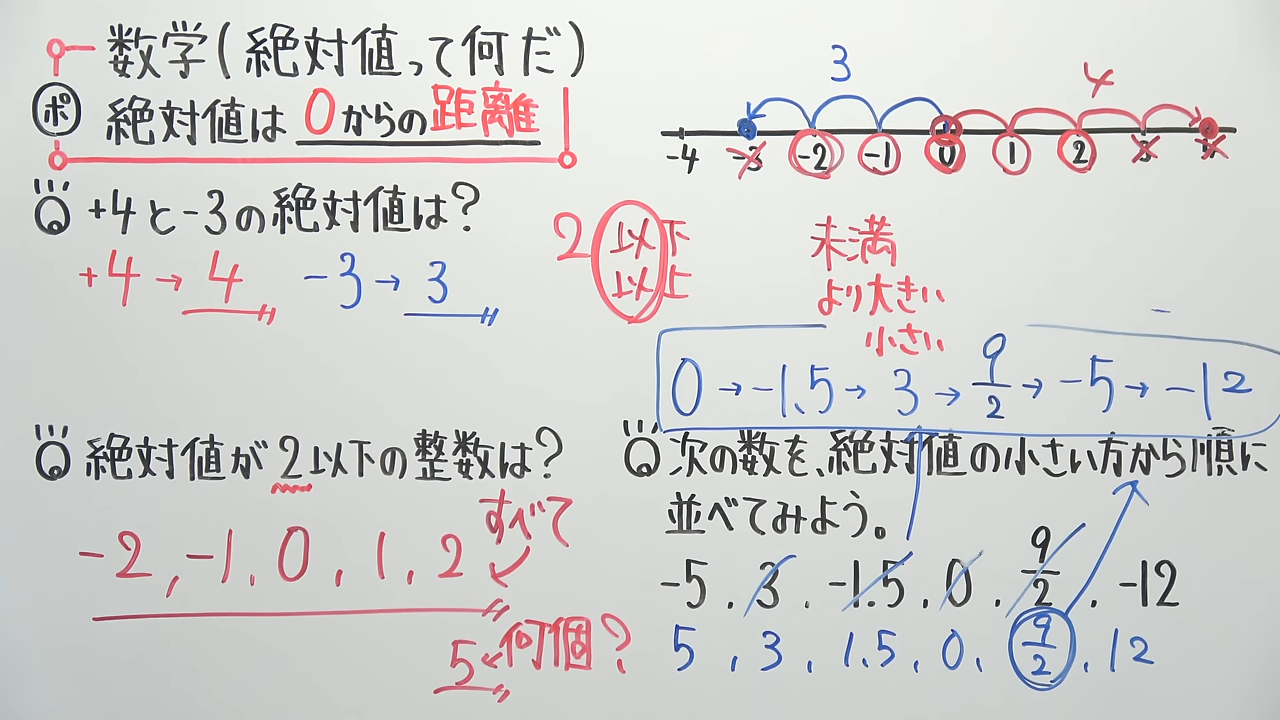 数学(絶対値って何だ)
ポ 絶対値は 0からの距離
+4と-3の絶対値は?
+4→4 -3→3
3 4
-4 -3 -2 -1 0 1 2 3 4
2 以下
以上
未満
より大きい
小さい
絶対値が2以下の整数は?
すべて
-2, -1, 0, 1, 2
5 ← 何個?
0→-1.5→3→9/2→-5→-12
次の数を、絶対値の小さい方から順に
並べてみよう。
-5, 3, -1.5, 0, 9/2, -12
5, 3, 1.5, 0, 9/2, 12